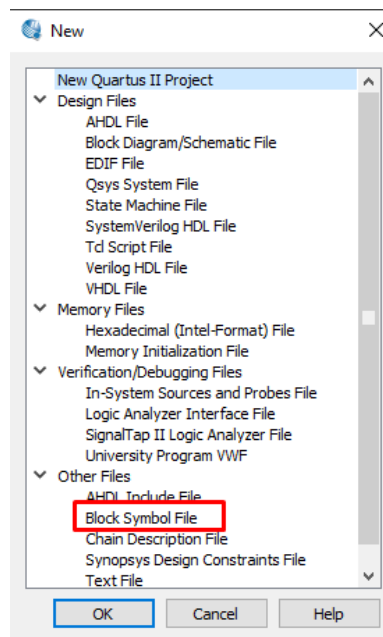 New
New Quartus II Project
Design Files
AHDL File
Block Diagram/Schematic File
EDIF File
Qsys System File
State Machine File
SystemVerilog HDL File
Tcl Script File
Verilog HDL File
VHDL File
Memory Files
Hexadecimal (Intel-Format) File
Memory Initialization File
Verification/Debugging Files
In-System Sources and Probes File
Logic Analyzer Interface File
SignalTap II Logic Analyzer File
University Program VWF
Other Files
AHDL Include File
Block Symbol File
Chain Description File
Synopsys Design Constraints File
Text File
OK Cancel Help